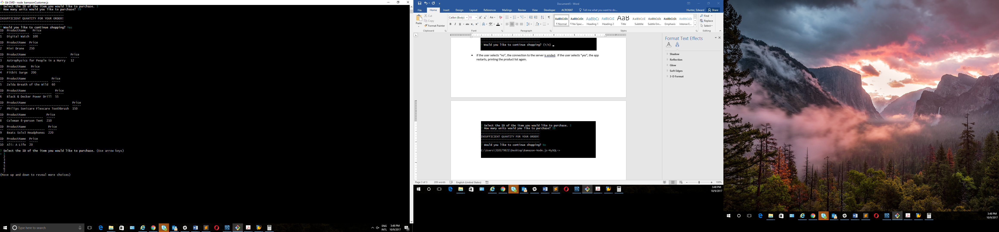 Git CMD - node bamazonCustomer.js
? Select the ID of the item you would like to purchase. 3
? How many units would you like to purchase? 39
-------------------------------------
-------------------------------------
INSUFFICIENT QUANTITY FOR YOUR ORDER!
-------------------------------------
-------------------------------------
? Would you like to continue shopping? Yes
ID  ProductName    Price
--  -------------  -----
1   Digital Watch  100
ID  ProductName  Price
--  -----------  -----
2   Mini Drone   250
ID  ProductName                          Price
--  -----------------------------------  -----
3   Astrophysics for People in a Hurry   12
ID  ProductName   Price
--  ------------  -----
4   Fitbit Surge  200
ID  ProductName               Price
--  ------------------------  -----
5   Zelda Breath of the Wild  60
ID  ProductName                 Price
--  --------------------------  -----
6   Black & Decker Power Drill  55
ID  ProductName                           Price
--  ------------------------------------  -----
7   Philips Sonicare Flexcare Toothbrush  150
ID  ProductName            Price
--  ---------------------  -----
8   Coleman 8-person Tent  210
ID  ProductName             Price
--  ----------------------  -----
9   Beats Solo3 Headphones  220
ID  ProductName  Price
--  -----------  -----
10  Ali: A Life  20
? Select the ID of the item you would like to purchase. (Use arrow keys)
> 1
2
3
4
5
6
7
(Move up and down to reveal more choices)
Type here to search
ENG 3:48 PM
INTL 10/9/2017
Document5 - Word
File Home Insert Design Layout References Mailings Review View Developer ACROBAT Tell me what you want to do... Hunter, Edward Share
Paste
Cut
Copy
Format Painter
Calibri (Body) 11
AaBbCcDc AaBbCcDc AaBbCc AaBbCcC AaB AaBbCcC AaBbCcDc AaBbCcDc AaBbCcDc
¶ Normal ¶ No Spac... Heading 1 Heading 2 Title Subtitle Subtle Em... Emphasis Intense E...
Find
Replace
Select
Clipboard Font Paragraph Styles Editing
-------------------------------------
-------------------------------------
? Would you like to continue shopping? (Y/n)
• If the user selects “no”, the connection to the server is ended. If the user selects “yes”, the app
restarts, printing the product list again.
? Select the ID of the item you would like to purchase. 3
? How many units would you like to purchase? 39
-------------------------------------
-------------------------------------
INSUFFICIENT QUANTITY FOR YOUR ORDER!
-------------------------------------
-------------------------------------
? Would you like to continue shopping? No
C:\Users\310179821\Desktop\Bamazon-Node.js-MySQL->
Format Text Effects
Shadow
Reflection
Glow
Soft Edges
3-D Format
Page 3 of 3 209 words English (United States) 100%
3:48 PM
10/9/2017
3:48 PM
10/9/2017